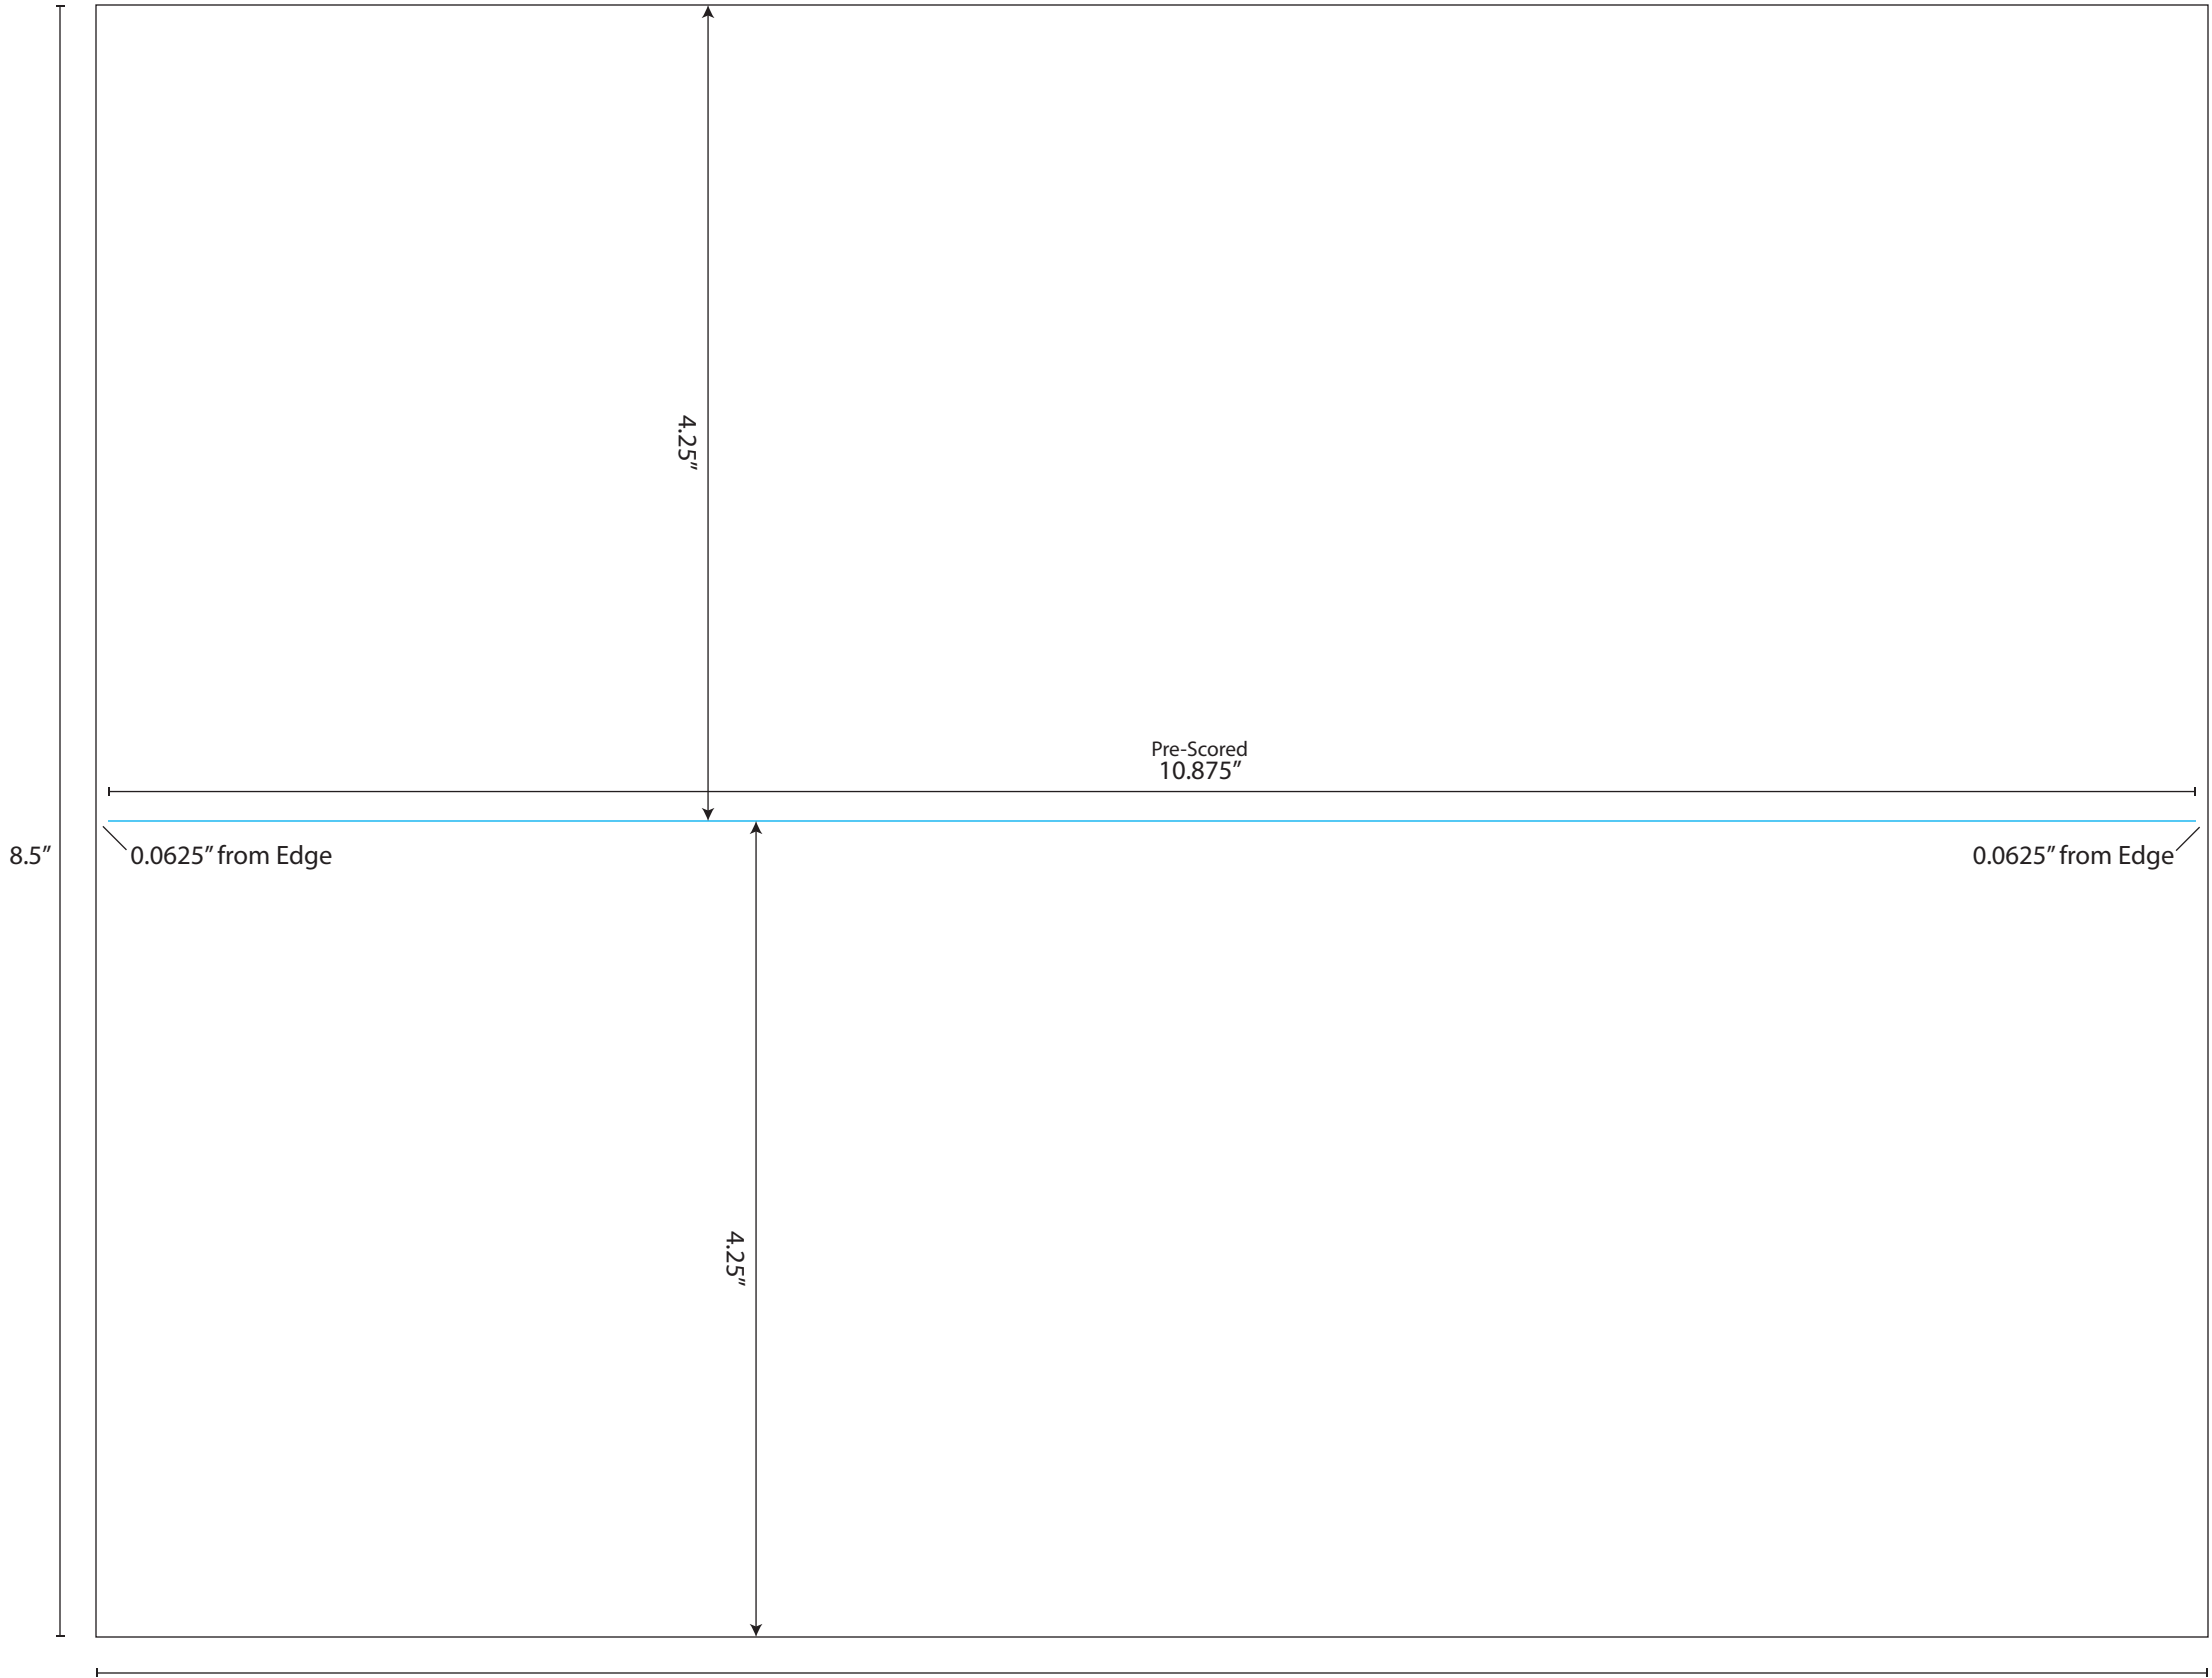 4.25”
Pre-Scored
10.875”
8.5”
0.0625” from Edge
0.0625” from Edge
4.25”